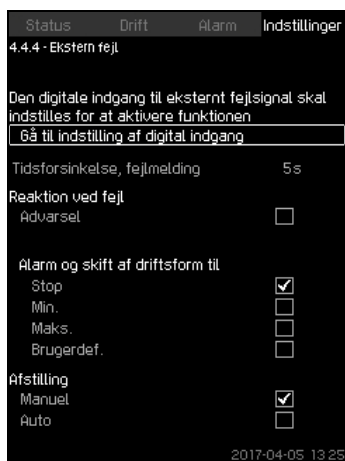 Status Drift Alarm Indstillinger
4.4.4 - Ekstern fejl
Den digitale indgang til eksternt fejlsignal skal
indstilles for at aktivere funktionen
Gå til indstilling af digital indgang
Tidsforsinkelse, fejlmelding 5s
Reaktion ved fejl
Advarsel
Alarm og skift af driftsform til
Stop
Min.
Maks.
Brugerdef.
Afstilling
Manuel
Auto
2017-04-05 13:25